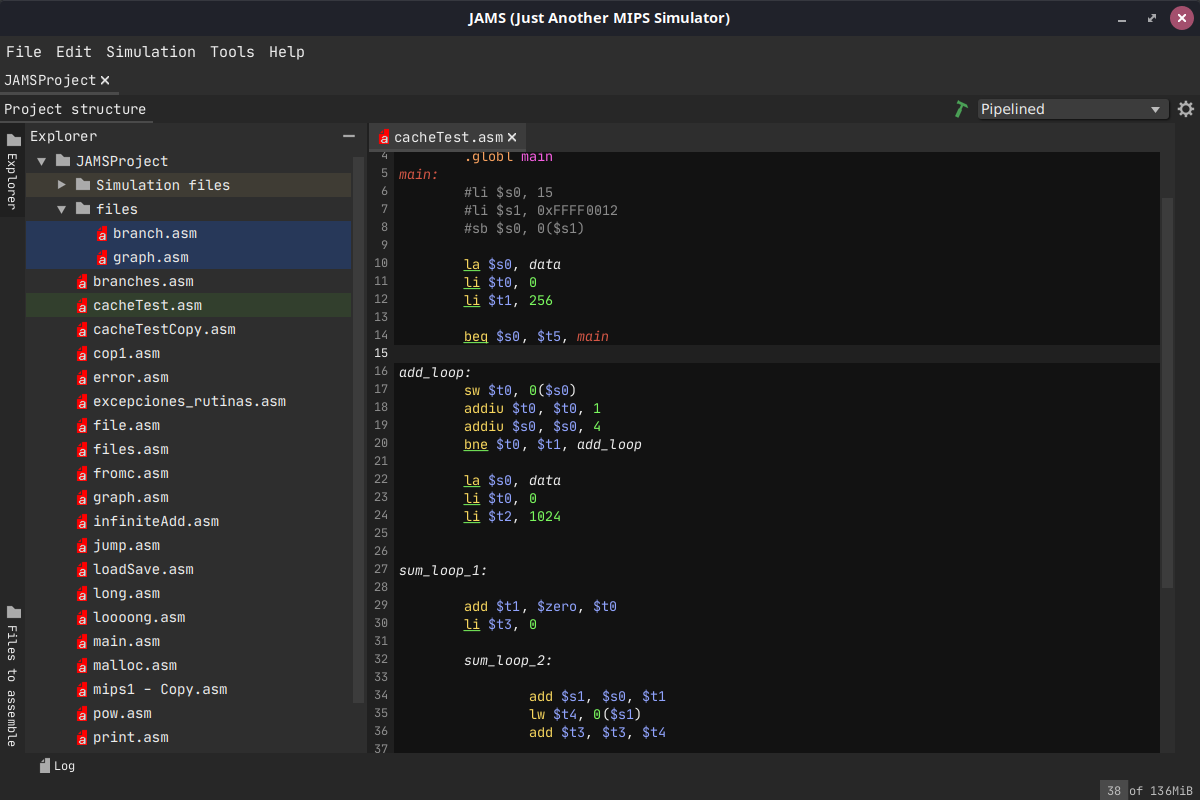 JAMS (Just Another MIPS Simulator)
File Edit Simulation Tools Help
JAMSProject
Project structure
Pipelined
Explorer
Files to assemble
Explorer
JAMSProject
Simulation files
files
branch.asm
graph.asm
branches.asm
cacheTest.asm
cacheTestCopy.asm
cop1.asm
error.asm
excepciones_rutinas.asm
file.asm
files.asm
fromc.asm
graph.asm
infiniteAdd.asm
jump.asm
loadSave.asm
long.asm
loooong.asm
main.asm
malloc.asm
mips1 - Copy.asm
pow.asm
print.asm
cacheTest.asm
4 .globl main
5 main:
6 #li $s0, 15
7 #li $s1, 0xFFFF0012
8 #sb $s0, 0($s1)
9
10 la $s0, data
11 li $t0, 0
12 li $t1, 256
13
14 beq $s0, $t5, main
15
16 add_loop:
17 sw $t0, 0($s0)
18 addiu $t0, $t0, 1
19 addiu $s0, $s0, 4
20 bne $t0, $t1, add_loop
21
22 la $s0, data
23 li $t0, 0
24 li $t2, 1024
25
26
27 sum_loop_1:
28
29 add $t1, $zero, $t0
30 li $t3, 0
31
32 sum_loop_2:
33
34 add $s1, $s0, $t1
35 lw $t4, 0($s1)
36 add $t3, $t3, $t4
37
Log
38 of 136MiB